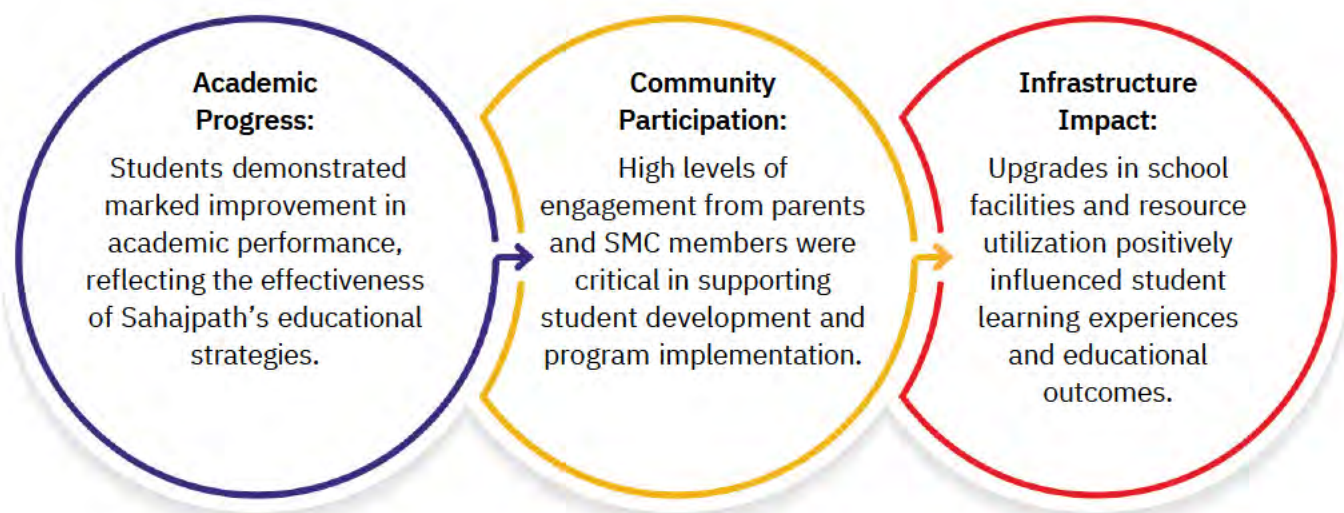 Academic
Progress:
Students demonstrated
marked improvement in
academic performance,
reflecting the effectiveness
of Sahajpath’s educational
strategies.
Community
Participation:
High levels of
engagement from parents
and SMC members were
critical in supporting
student development and
program implementation.
Infrastructure
Impact:
Upgrades in school
facilities and resource
utilization positively
influenced student
learning experiences
and educational
outcomes.